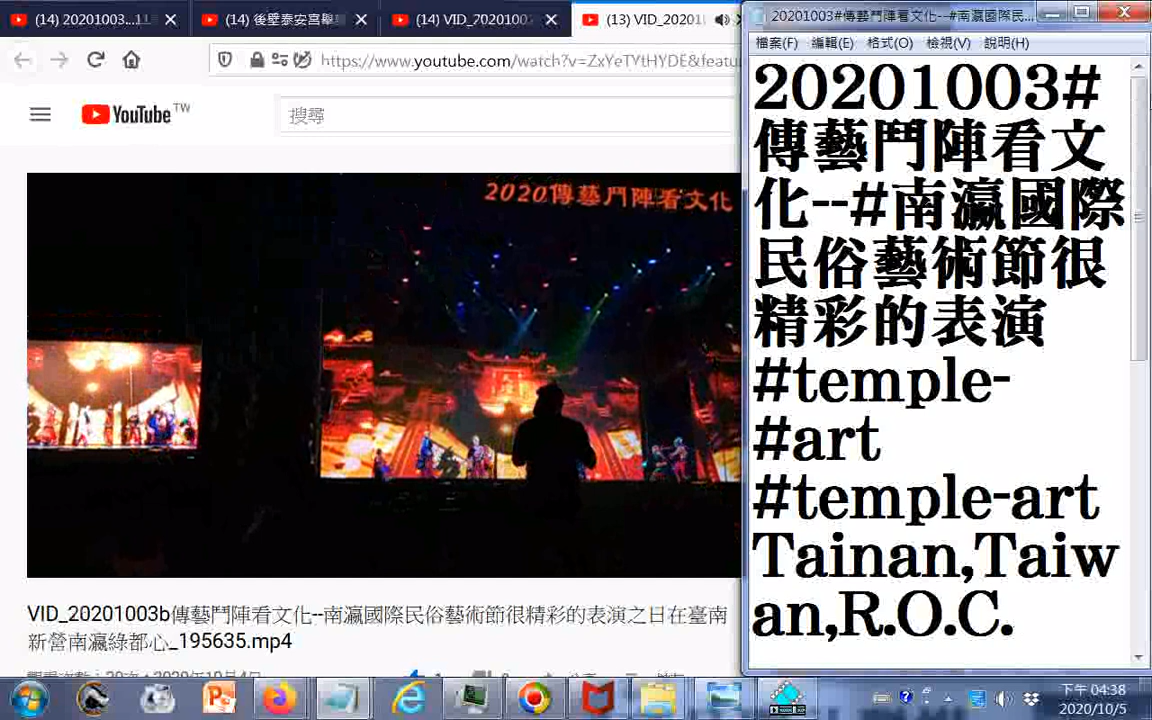 (14) 20201003...11
(14) 後壁泰安宮舉
(14) VID_2020100
(13) VID_20201
20201003#傳藝鬥陣看文化--#南瀛國際民...
https://www.youtube.com/watch?v=ZxYeTYtHYDE&featu
檔案(F) 編輯(E) 格式(O) 檢視(V) 說明(H)
YouTube TW
搜尋
2020傳藝鬥陣看文化
20201003#
傳藝鬥陣看文
化--#南瀛國際
民俗藝術節很
精彩的表演
#temple-
#art
#temple-art
Tainan,Taiw
an,R.O.C.
VID_20201003b傳藝鬥陣看文化--南瀛國際民俗藝術節很精彩的表演之日在臺南
新營南瀛綠都心_195635.mp4
下午 04:38
2020/10/5